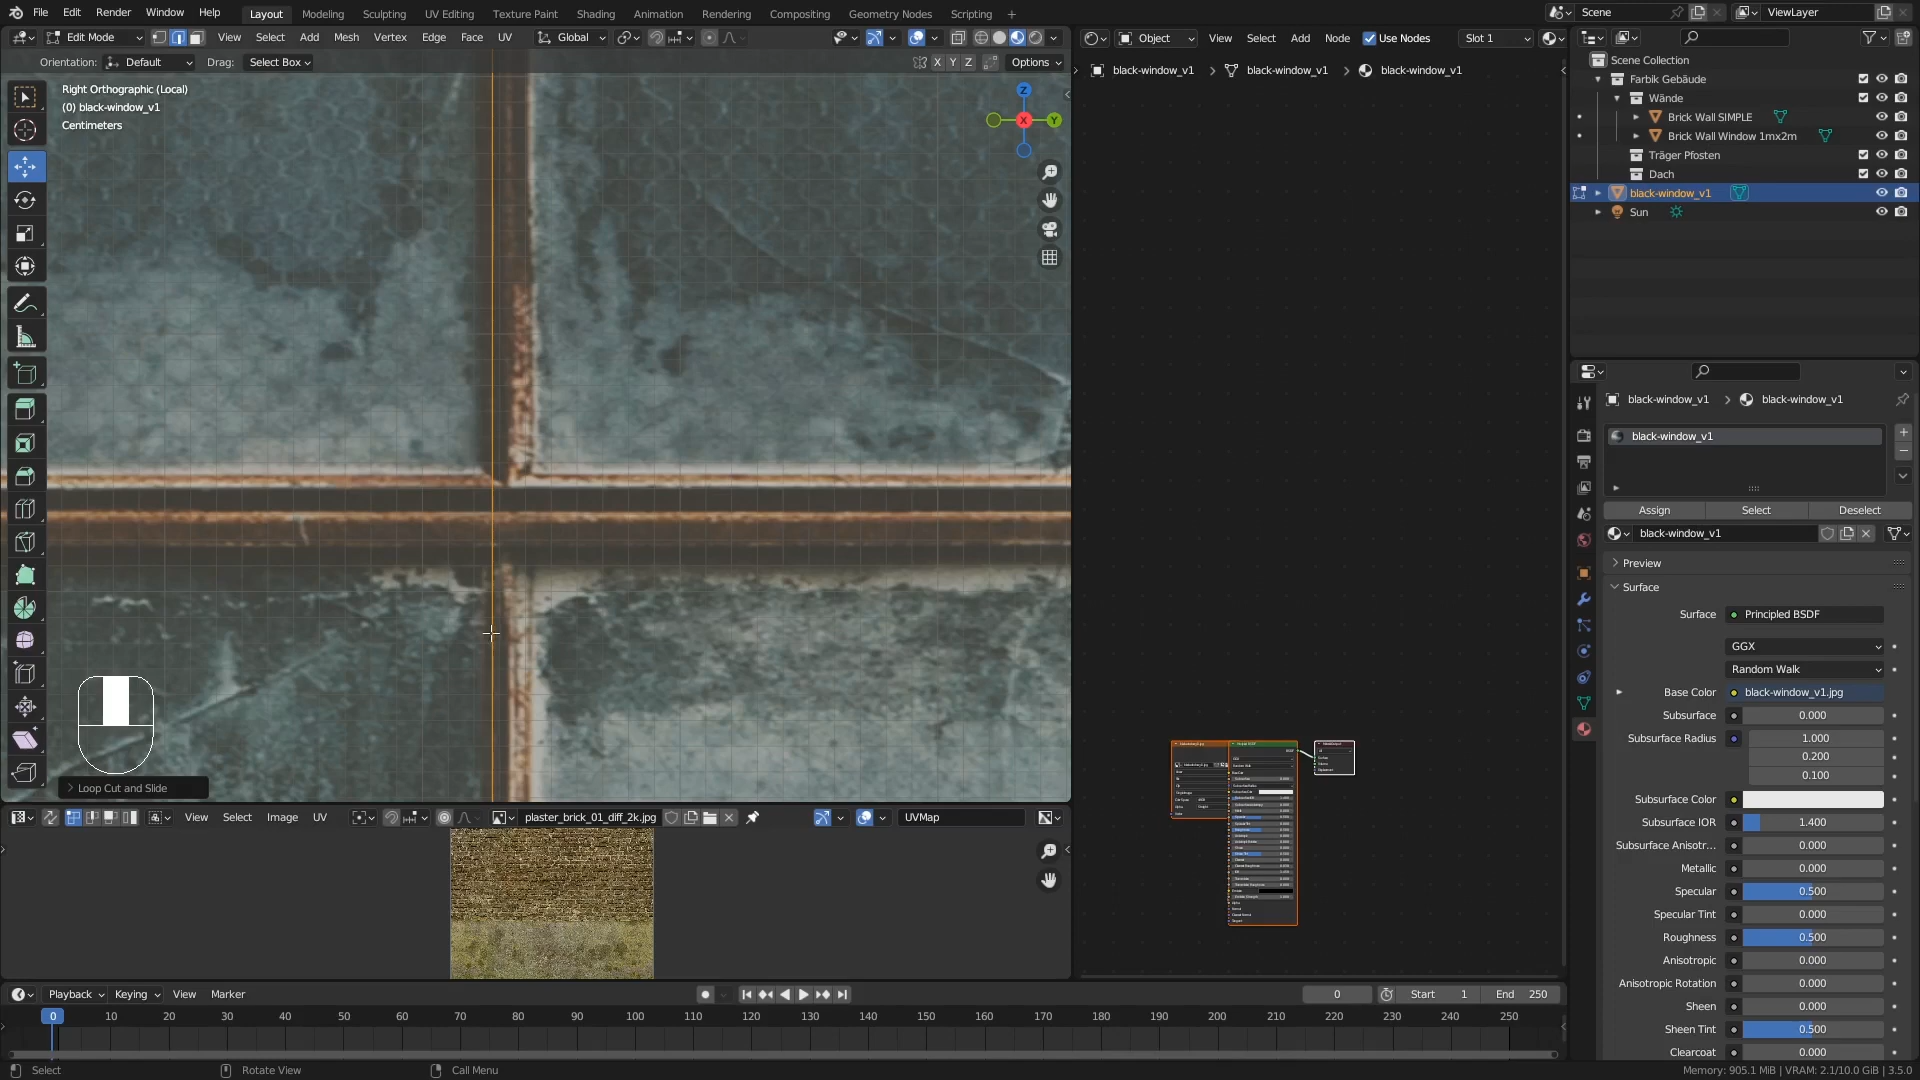 File Edit Render Window Help Layout Modeling Sculpting UV Editing Texture Paint Shading Animation Rendering Compositing Geometry Nodes Scripting + Scene ViewLayer
Edit Mode View Select Add Mesh Vertex Edge Face UV Global
Object View Select Add Node Use Nodes Slot 1
Orientation: Default Drag: Select Box X Y Z Options
black-window_v1 > black-window_v1 > black-window_v1
Right Orthographic (Local)
(0) black-window_v1
Centimeters
Z
X
Y
Loop Cut and Slide
Scene Collection
Farbik Gebäude
Wände
Brick Wall SIMPLE
Brick Wall Window 1mx2m
Träger Pfosten
Dach
black-window_v1
Sun
black-window_v1 > black-window_v1
black-window_v1
Assign Select Deselect
black-window_v1
Preview
Surface
Surface Principled BSDF
GGX
Random Walk
Base Color black-window_v1.jpg
Subsurface 0.000
Subsurface Radius 1.000
0.200
0.100
Subsurface Color
Subsurface IOR 1.400
Subsurface Anisotr... 0.000
Metallic 0.000
Specular 0.500
Specular Tint 0.000
Roughness 0.500
Anisotropic 0.000
Anisotropic Rotation 0.000
Sheen 0.000
Sheen Tint 0.500
Clearcoat 0.000
View Select Image UV plaster_brick_01_diff_2k.jpg UVMap
Playback Keying View Marker 0 Start 1 End 250
0 10 20 30 40 50 60 70 80 90 100 110 120 130 140 150 160 170 180 190 200 210 220 230 240 250
Select Rotate View Call Menu Memory: 905.1 MiB | VRAM: 2.1/10.0 GiB | 3.5.0